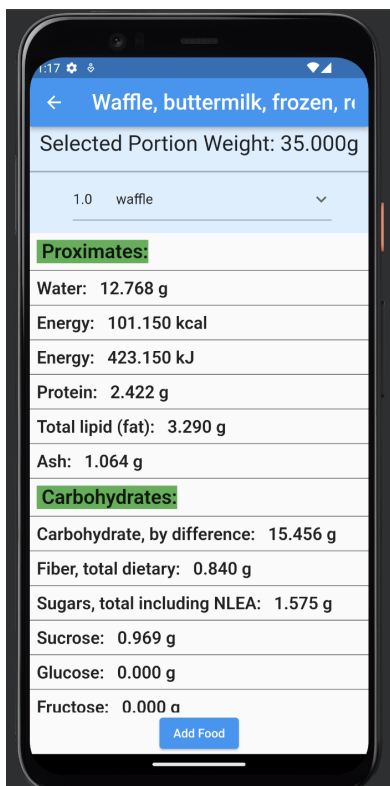 1:17
Waffle, buttermilk, frozen, re
Selected Portion Weight: 35.000g
1.0 waffle
Proximates:
Water: 12.768 g
Energy: 101.150 kcal
Energy: 423.150 kJ
Protein: 2.422 g
Total lipid (fat): 3.290 g
Ash: 1.064 g
Carbohydrates:
Carbohydrate, by difference: 15.456 g
Fiber, total dietary: 0.840 g
Sugars, total including NLEA: 1.575 g
Sucrose: 0.969 g
Glucose: 0.000 g
Fructose: 0.000 g
Add Food